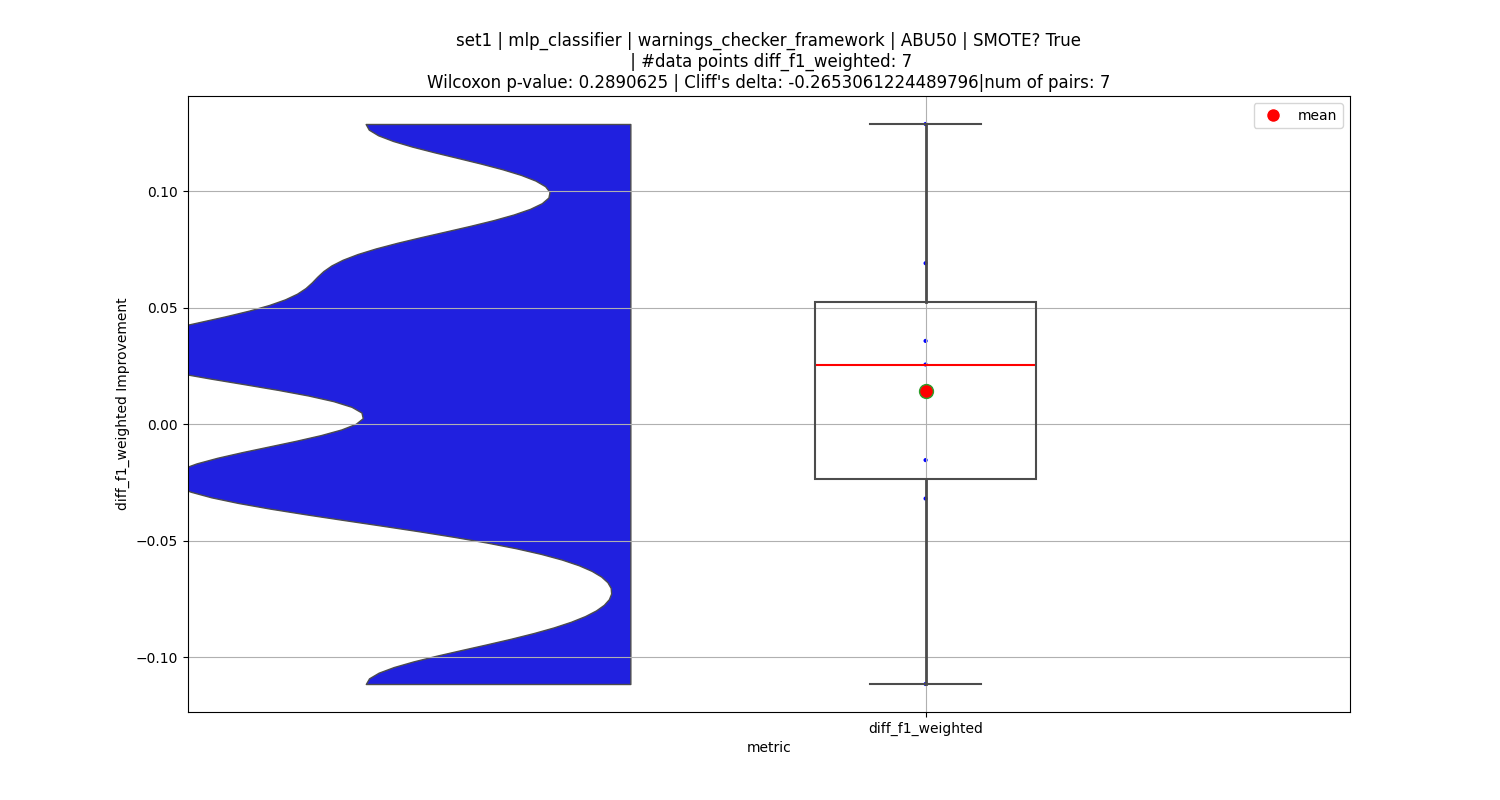 set1 | mlp_classifier | warnings_checker_framework | ABU50 | SMOTE? True
| #data points diff_f1_weighted: 7
Wilcoxon p-value: 0.2890625 | Cliff's delta: -0.2653061224489796|num of pairs: 7
mean
0.10
0.05
0.00
−0.05
−0.10
diff_f1_weighted Improvement
diff_f1_weighted
metric